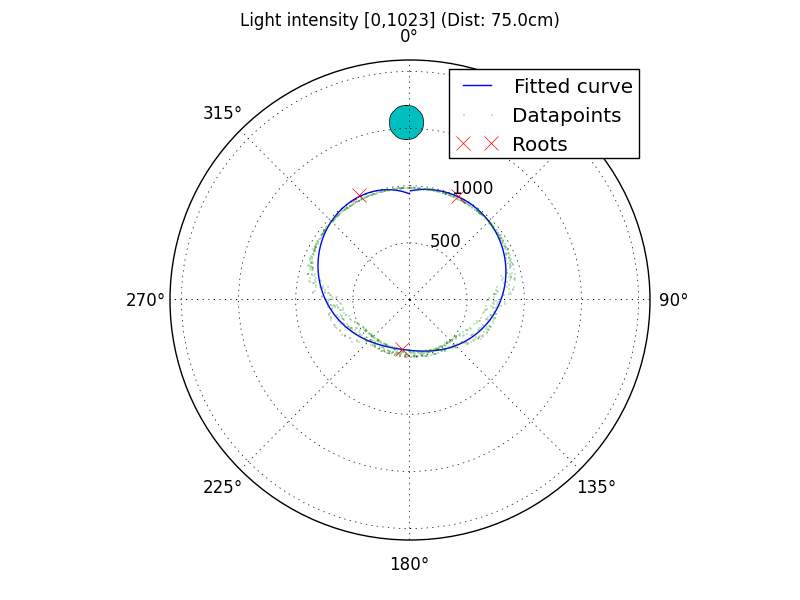 Light intensity [0,1023] (Dist: 75.0cm)
0°
Fitted curve
315°
Datapoints
Roots
1000
500
270°
90°
225°
135°
180°